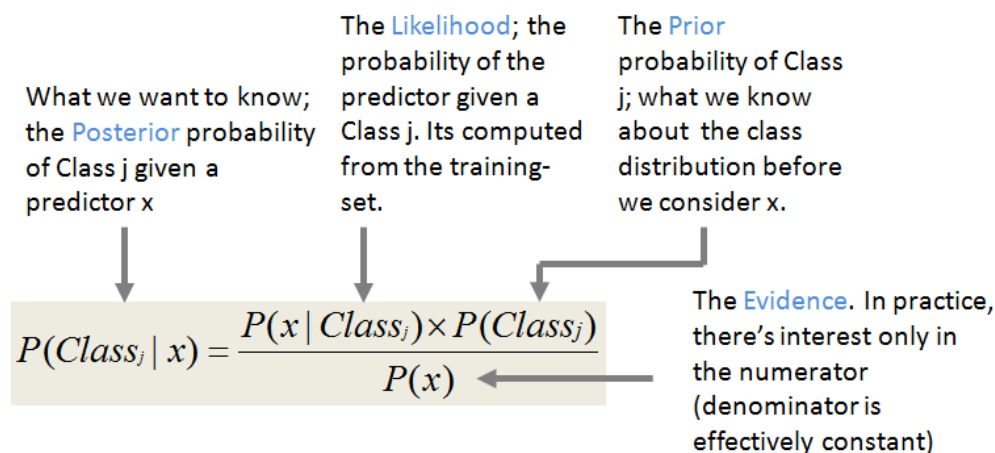 What we want to know;
the Posterior probability
of Class j given a
predictor x
The Likelihood; the
probability of the
predictor given a
Class j. Its computed
from the training-
set.
The Prior
probability of Class
j; what we know
about the class
distribution before
we consider x.
P(Class_j | x) = P(x | Class_j) × P(Class_j)
P(x)
The Evidence. In practice,
there's interest only in
the numerator
(denominator is
effectively constant)